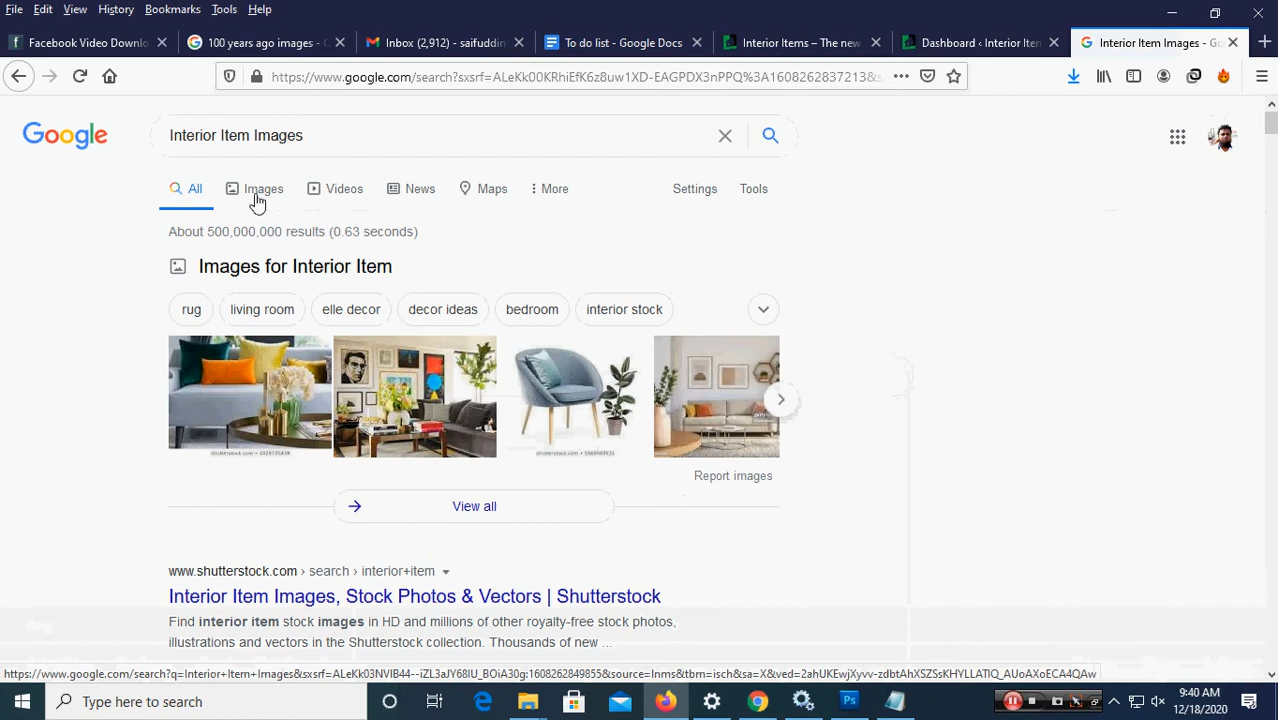 File Edit View History Bookmarks Tools Help
Facebook Video Downlo
100 years ago images - G
Inbox (2,912) - saifuddin
To do list - Google Docs
Interior Items – The new
Dashboard ‹ Interior Iten
Interior Item Images - Goo
https://www.google.com/search?sxsrf=ALeKk00KRhiEfK6z8uw1XD-EAGPDX3nPPQ%3A1608262837213&s
Google
Interior Item Images
All Images Videos News Maps More Settings Tools
About 500,000,000 results (0.63 seconds)
Images for Interior Item
rug living room elle decor decor ideas bedroom interior stock
Report images
View all
www.shutterstock.com › search › interior+item
Interior Item Images, Stock Photos & Vectors | Shutterstock
Find interior item stock images in HD and millions of other royalty-free stock photos,
illustrations and vectors in the Shutterstock collection. Thousands of new ...
Type here to search
9:40 AM
12/18/2020